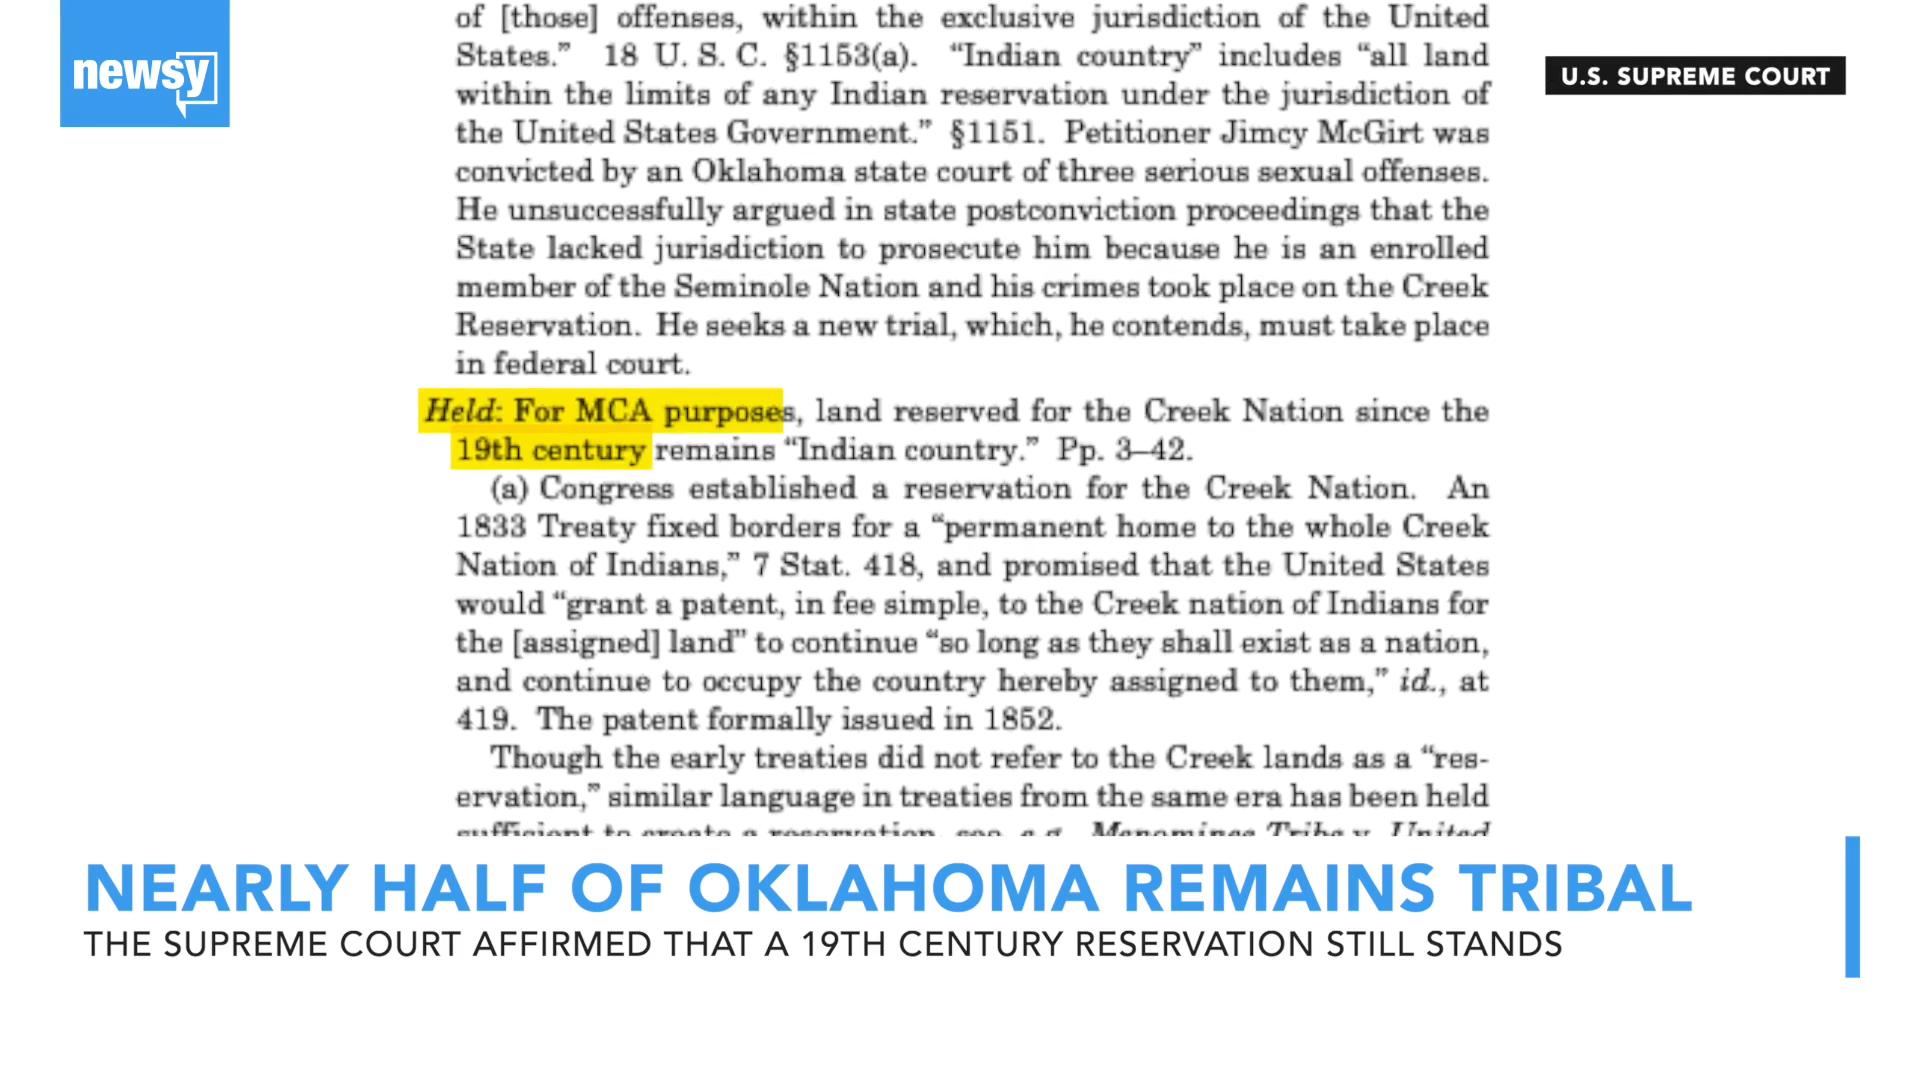 newsy
U.S. SUPREME COURT
of [those] offenses, within the exclusive jurisdiction of the United
States.” 18 U. S. C. §1153(a). “Indian country” includes “all land
within the limits of any Indian reservation under the jurisdiction of
the United States Government.” §1151. Petitioner Jimcy McGirt was
convicted by an Oklahoma state court of three serious sexual offenses.
He unsuccessfully argued in state postconviction proceedings that the
State lacked jurisdiction to prosecute him because he is an enrolled
member of the Seminole Nation and his crimes took place on the Creek
Reservation. He seeks a new trial, which, he contends, must take place
in federal court.
Held: For MCA purposes, land reserved for the Creek Nation since the
19th century remains “Indian country.” Pp. 3–42.
(a) Congress established a reservation for the Creek Nation. An
1833 Treaty fixed borders for a “permanent home to the whole Creek
Nation of Indians,” 7 Stat. 418, and promised that the United States
would “grant a patent, in fee simple, to the Creek nation of Indians for
the [assigned] land” to continue “so long as they shall exist as a nation,
and continue to occupy the country hereby assigned to them,” id., at
419. The patent formally issued in 1852.
Though the early treaties did not refer to the Creek lands as a “res-
ervation,” similar language in treaties from the same era has been held
sufficient to create a reservation, see, e.g., Menominee Tribe v. United
NEARLY HALF OF OKLAHOMA REMAINS TRIBAL
THE SUPREME COURT AFFIRMED THAT A 19TH CENTURY RESERVATION STILL STANDS